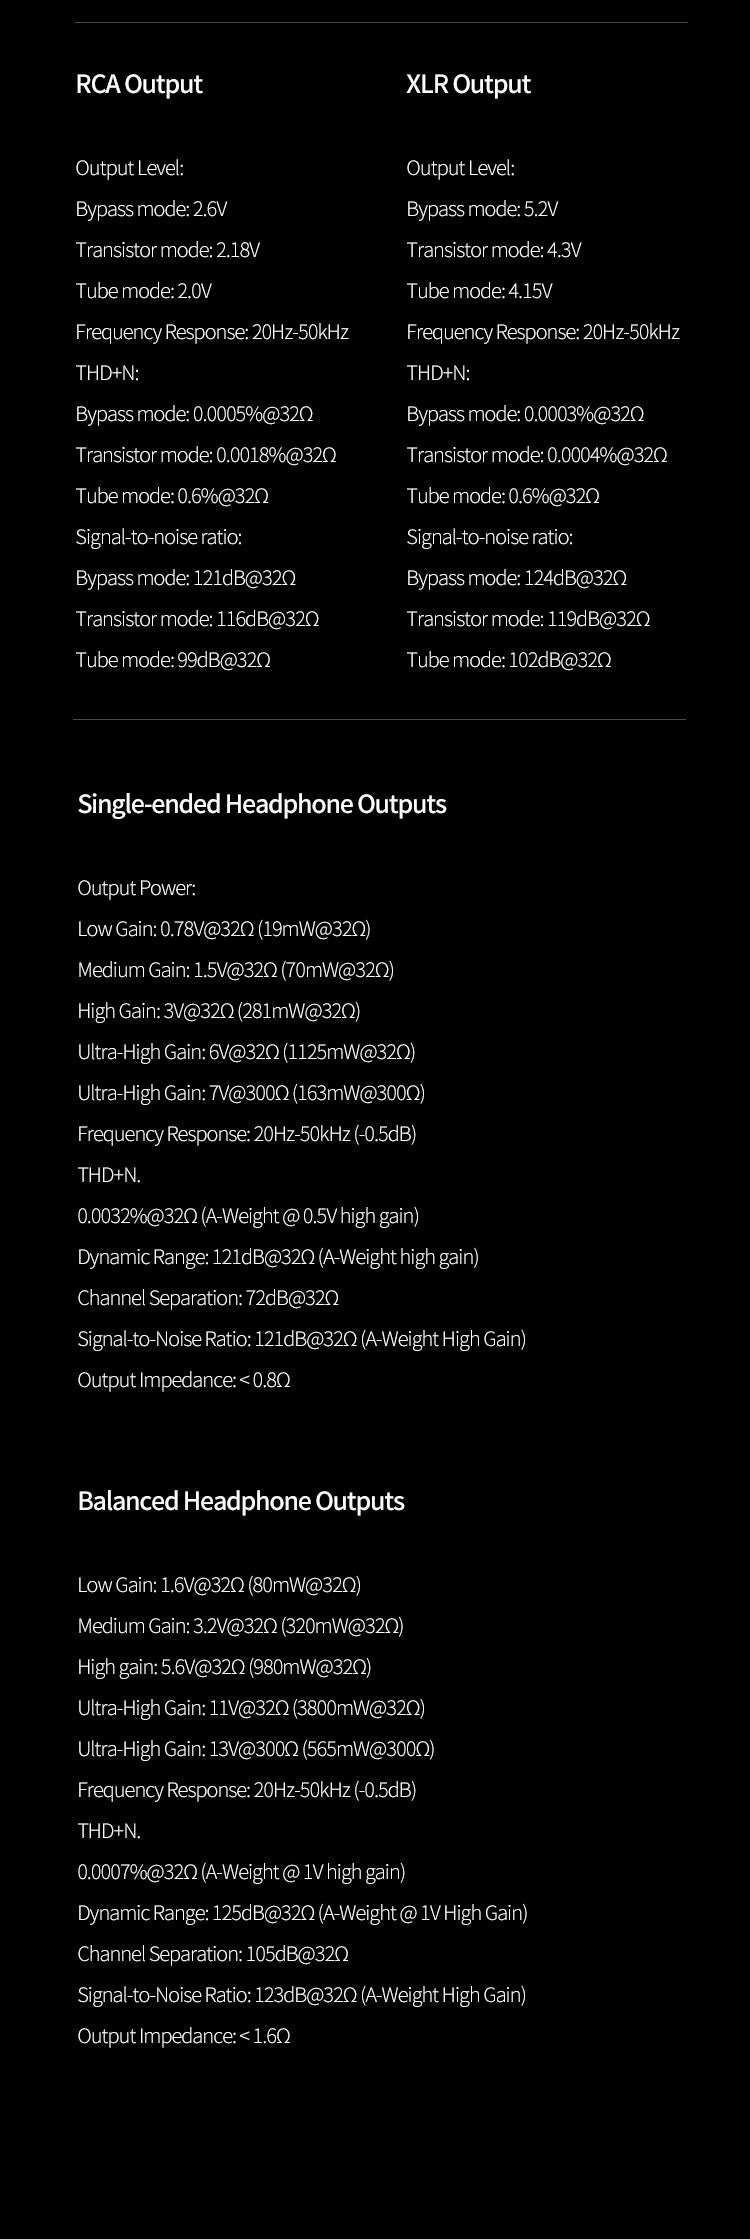 RCA Output
Output Level:
Bypass mode: 2.6V
Transistor mode: 2.18V
Tube mode: 2.0V
Frequency Response: 20Hz-50kHz
THD+N:
Bypass mode: 0.0005%@32Ω
Transistor mode: 0.0018%@32Ω
Tube mode: 0.6%@32Ω
Signal-to-noise ratio:
Bypass mode: 121dB@32Ω
Transistor mode: 116dB@32Ω
Tube mode: 99dB@32Ω
XLR Output
Output Level:
Bypass mode: 5.2V
Transistor mode: 4.3V
Tube mode: 4.15V
Frequency Response: 20Hz-50kHz
THD+N:
Bypass mode: 0.0003%@32Ω
Transistor mode: 0.0004%@32Ω
Tube mode: 0.6%@32Ω
Signal-to-noise ratio:
Bypass mode: 124dB@32Ω
Transistor mode: 119dB@32Ω
Tube mode: 102dB@32Ω
Single-ended Headphone Outputs
Output Power:
Low Gain: 0.78V@32Ω (19mW@32Ω)
Medium Gain: 1.5V@32Ω (70mW@32Ω)
High Gain: 3V@32Ω (281mW@32Ω)
Ultra-High Gain: 6V@32Ω (1125mW@32Ω)
Ultra-High Gain: 7V@300Ω (163mW@300Ω)
Frequency Response: 20Hz-50kHz (-0.5dB)
THD+N.
0.0032%@32Ω (A-Weight @ 0.5V high gain)
Dynamic Range: 121dB@32Ω (A-Weight high gain)
Channel Separation: 72dB@32Ω
Signal-to-Noise Ratio: 121dB@32Ω (A-Weight High Gain)
Output Impedance: < 0.8Ω
Balanced Headphone Outputs
Low Gain: 1.6V@32Ω (80mW@32Ω)
Medium Gain: 3.2V@32Ω (320mW@32Ω)
High gain: 5.6V@32Ω (980mW@32Ω)
Ultra-High Gain: 11V@32Ω (3800mW@32Ω)
Ultra-High Gain: 13V@300Ω (565mW@300Ω)
Frequency Response: 20Hz-50kHz (-0.5dB)
THD+N.
0.0007%@32Ω (A-Weight @ 1V high gain)
Dynamic Range: 125dB@32Ω (A-Weight @ 1V High Gain)
Channel Separation: 105dB@32Ω
Signal-to-Noise Ratio: 123dB@32Ω (A-Weight High Gain)
Output Impedance: < 1.6Ω